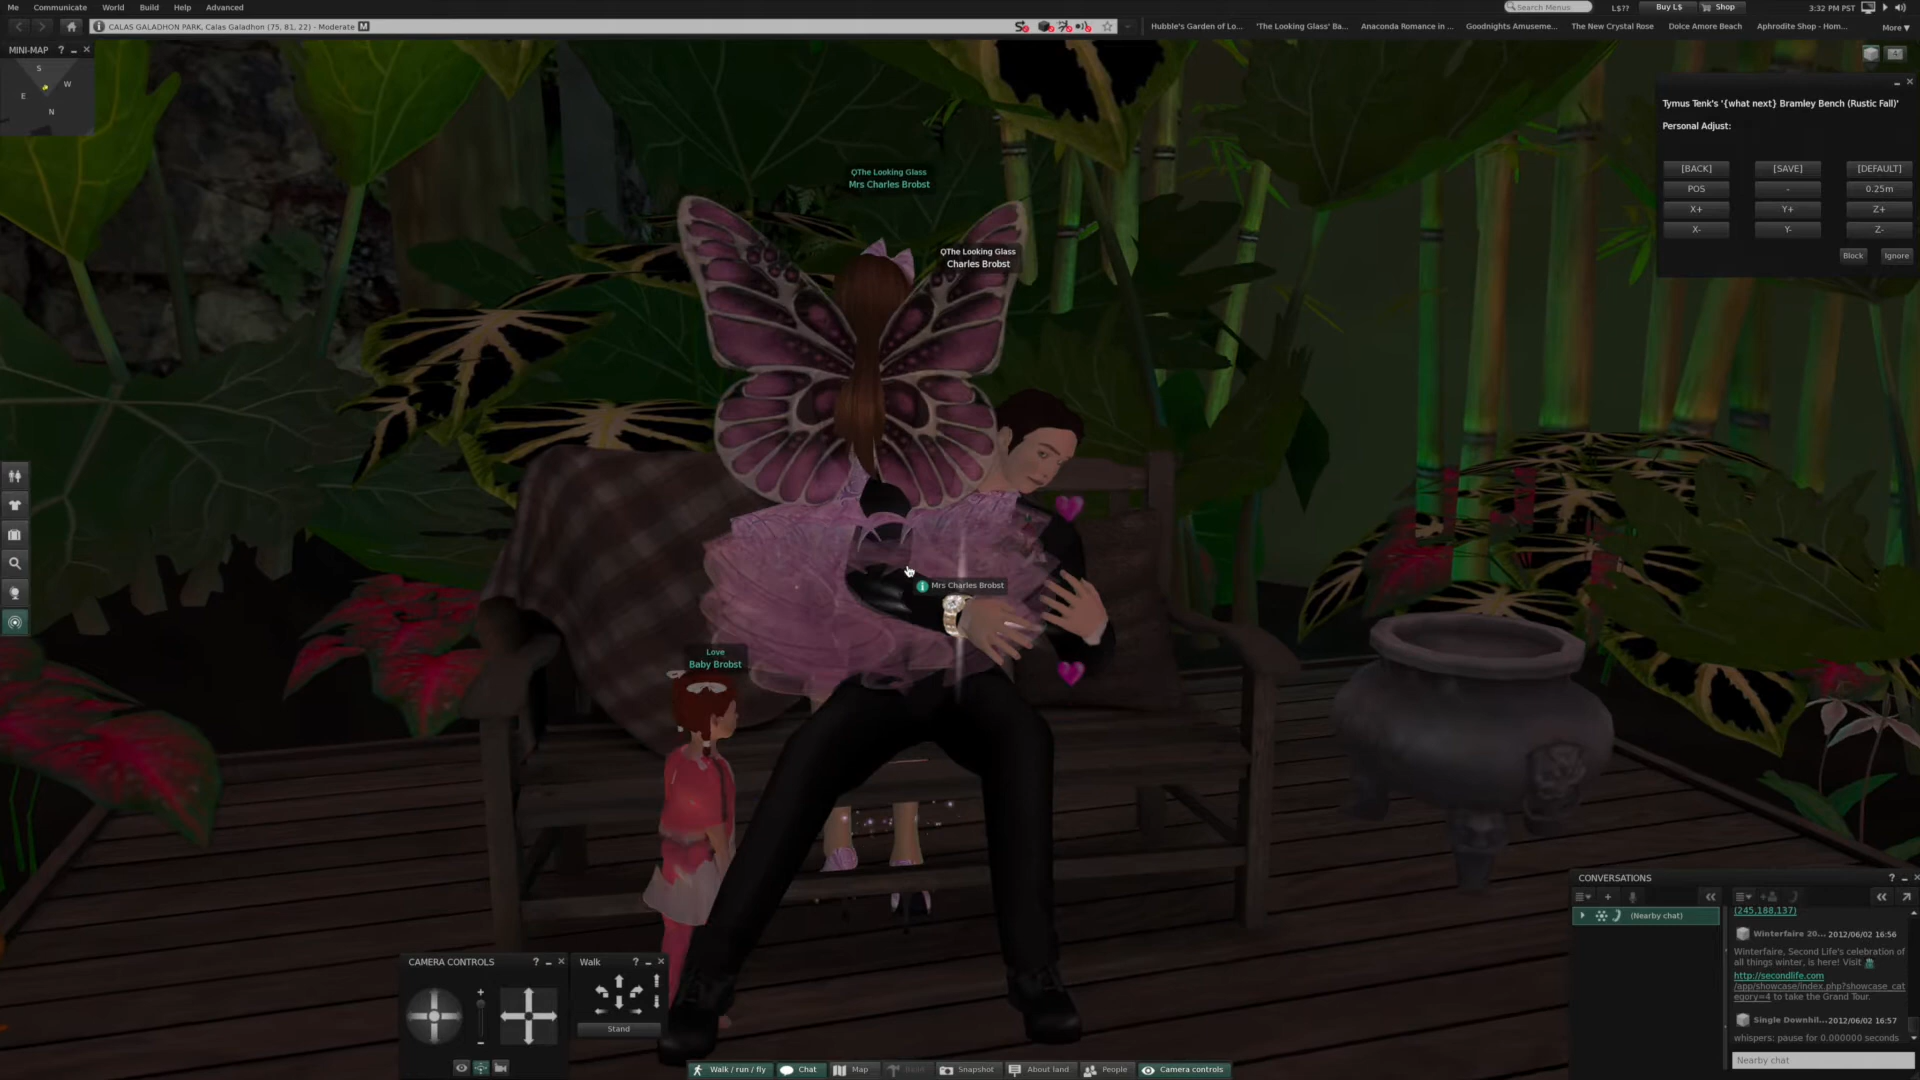 Me Communicate World Build Help Advanced
Search Menus
L$?? Buy L$ Shop 3:32 PM PST
CALAS GALADHON PARK, Calas Galadhon (75, 81, 22) - Moderate M
Hubble's Garden of Lo... 'The Looking Glass' Ba... Anaconda Romance in ... Goodnights Amuseme... The New Crystal Rose Dolce Amore Beach Aphrodite Shop - Hom... More
MINI-MAP ?
S
W
E
N
Tymus Tenk's '{what next} Bramley Bench (Rustic Fall)'
Personal Adjust:
[BACK] [SAVE] [DEFAULT]
POS - 0.25m
X+ Y+ Z+
X- Y- Z-
Block Ignore
The Looking Glass
Mrs Charles Brobst
The Looking Glass
Charles Brobst
Mrs Charles Brobst
Love
Baby Brobst
CONVERSATIONS ?
(Nearby chat)
(245,188,137)
Winterfaire 20... 2012/06/02 16:56
Winterfaire, Second Life's celebration of
all things winter, is here! Visit
http://secondlife.com
/app/showcase/index.php?showcase_cat
egory=4 to take the Grand Tour.
Single Downhil... 2012/06/02 16:57
whispers: pause for 0.000000 seconds
Nearby chat
CAMERA CONTROLS ?
Walk ?
Stand
Walk / run / fly Chat Map Snapshot About land People Camera controls